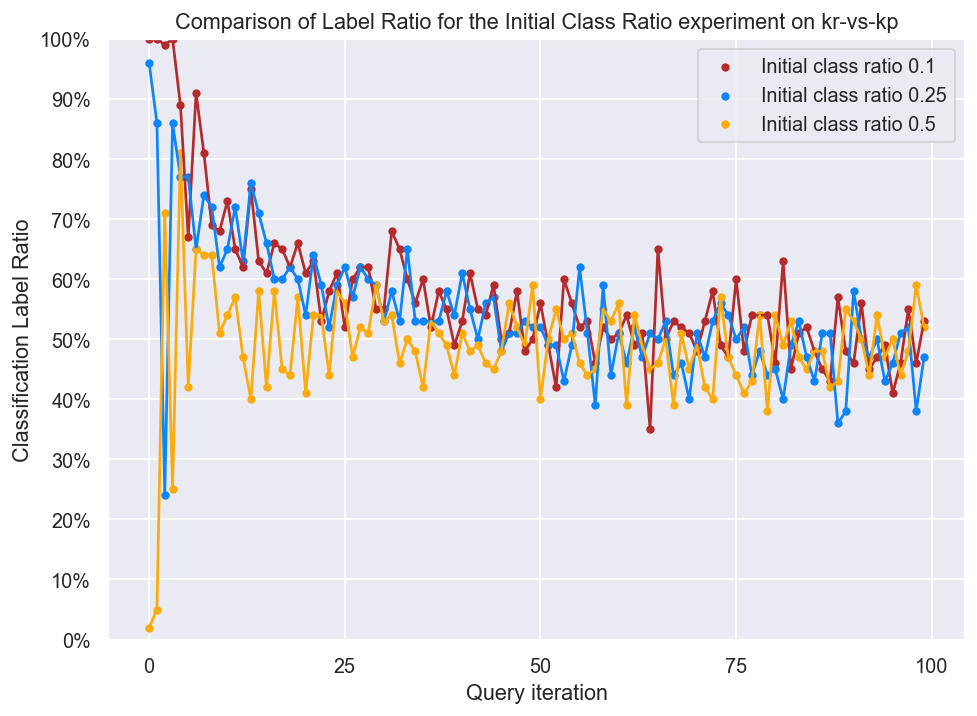 Comparison of Label Ratio for the Initial Class Ratio experiment on kr-vs-kp
100%
90%
80%
70%
60%
50%
40%
30%
20%
10%
0%
Classification Label Ratio
Initial class ratio 0.1
Initial class ratio 0.25
Initial class ratio 0.5
0 25 50 75 100
Query iteration